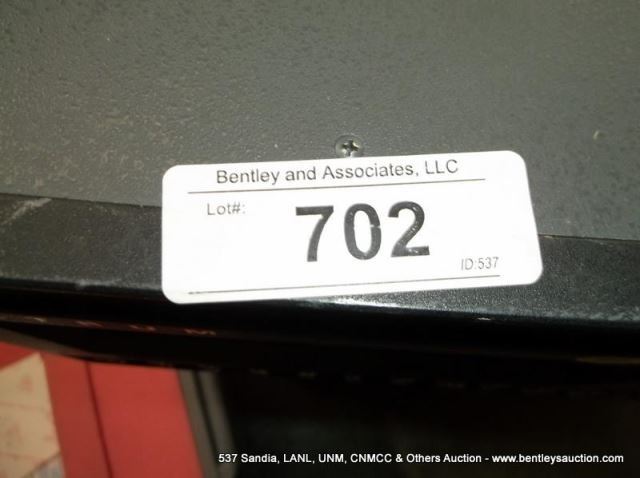 Bentley and Associates, LLC
Lot#:
702
ID:537
537 Sandia, LANL, UNM, CNMCC & Others Auction - www.bentleysauction.com